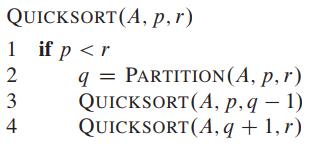 QUICKSORT(A, p, r)
1 if p < r
2 q = PARTITION(A, p, r)
3 QUICKSORT(A, p, q − 1)
4 QUICKSORT(A, q + 1, r)